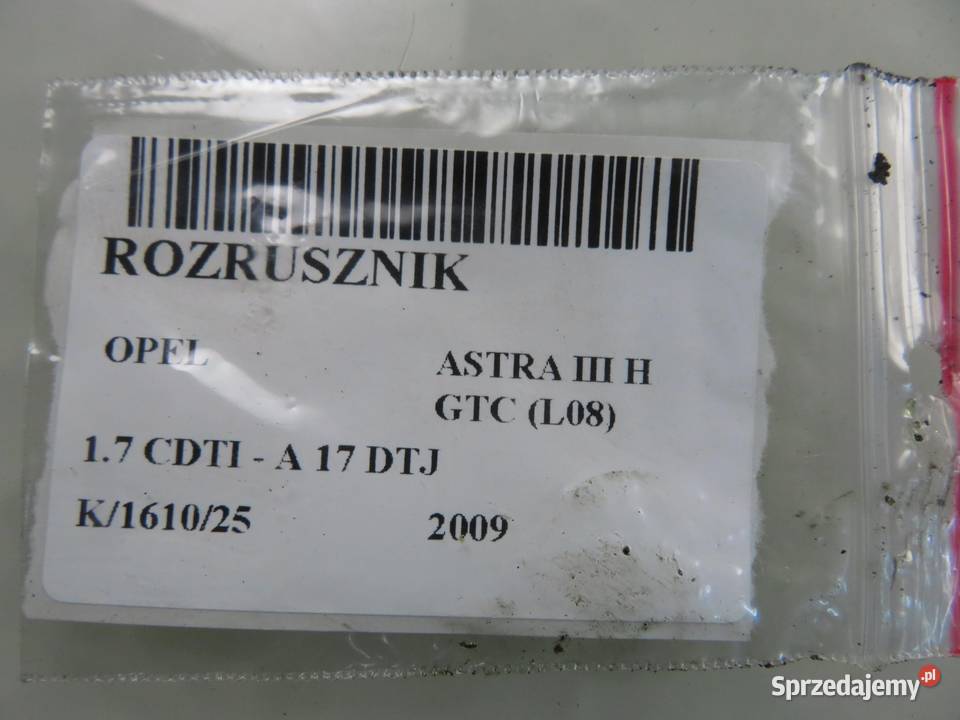 ROZRUSZNIK
OPEL ASTRA III H
GTC (L08)
1.7 CDTI - A 17 DTJ
K/1610/25 2009
Sprzedajemy.pl